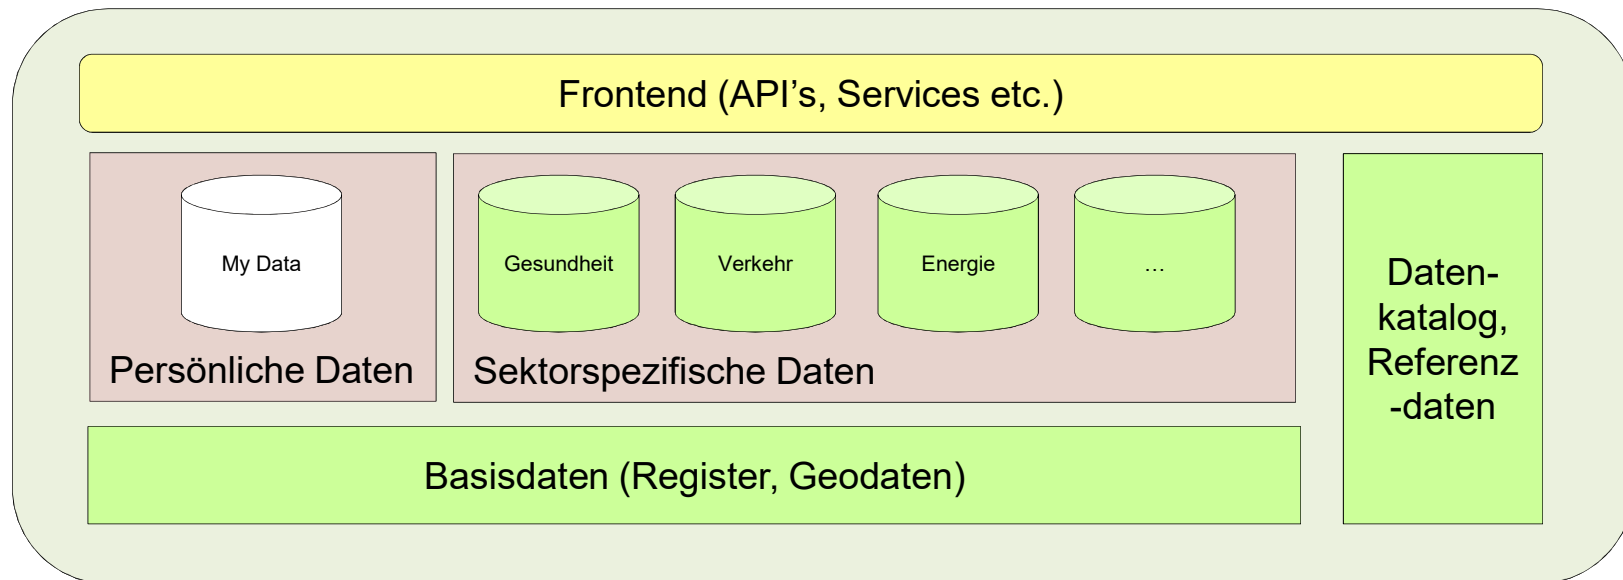 Frontend (API’s, Services etc.)
My Data
Persönliche Daten
Gesundheit
Verkehr
Energie
…
Sektorspezifische Daten
Daten-
katalog,
Referenz
-daten
Basisdaten (Register, Geodaten)